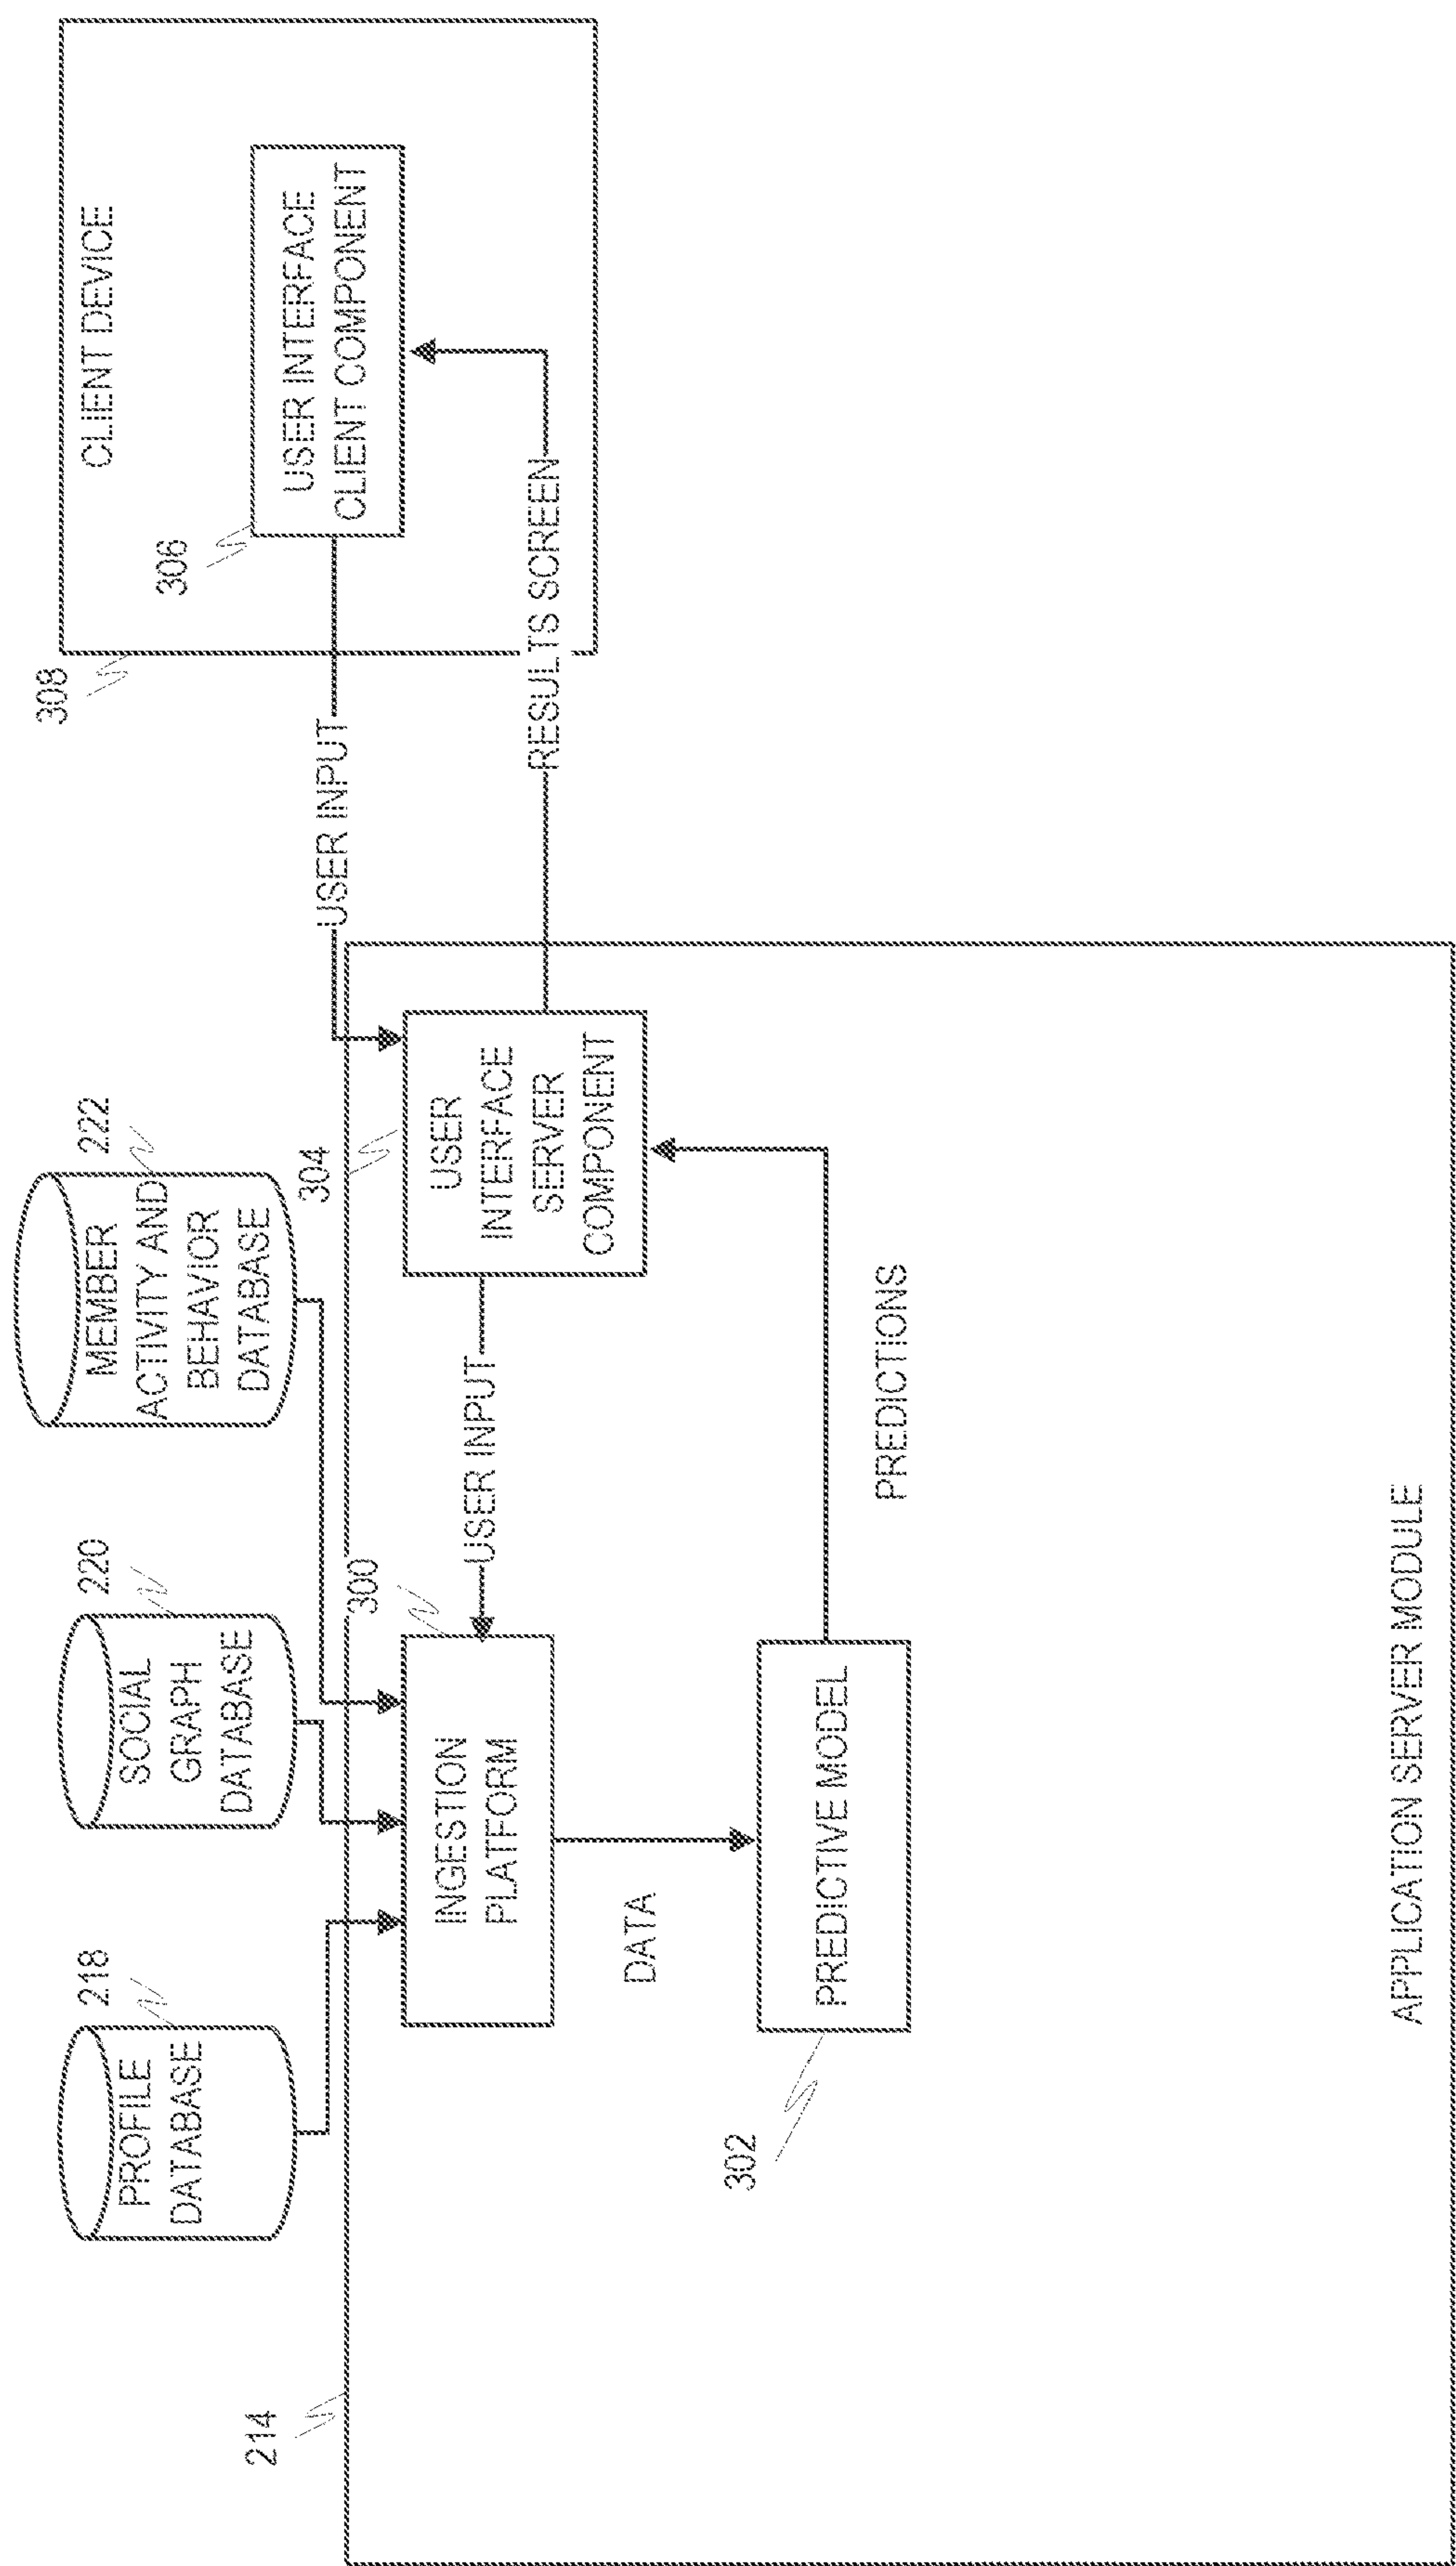 218
PROFILE
DATABASE
220
SOCIAL
GRAPH
DATABASE
222
MEMBER
ACTIVITY AND
BEHAVIOR
DATABASE
308
CLIENT DEVICE
306
USER INTERFACE
CLIENT COMPONENT
USER INPUT
RESULTS SCREEN
214
300
INGESTION
PLATFORM
USER INPUT
304
USER
INTERFACE
SERVER
COMPONENT
DATA
302
PREDICTIVE MODEL
PREDICTIONS
APPLICATION SERVER MODULE